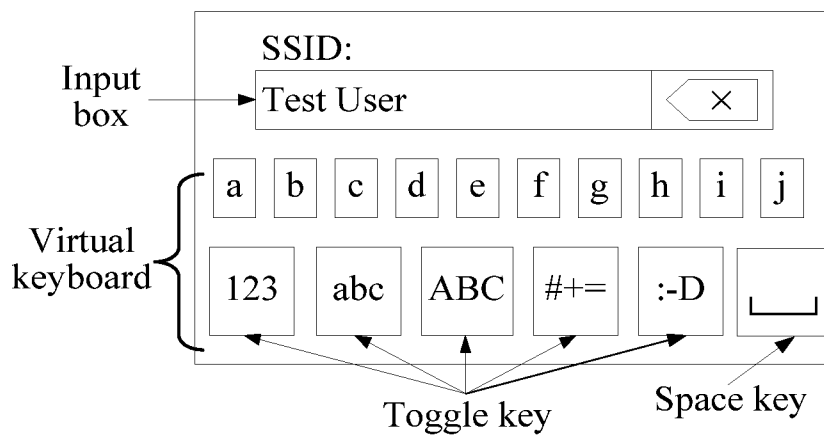 SSID:
Input
box
Test User
×
a b c d e f g h i j
Virtual
keyboard
123 abc ABC #+= :-D
Toggle key
Space key